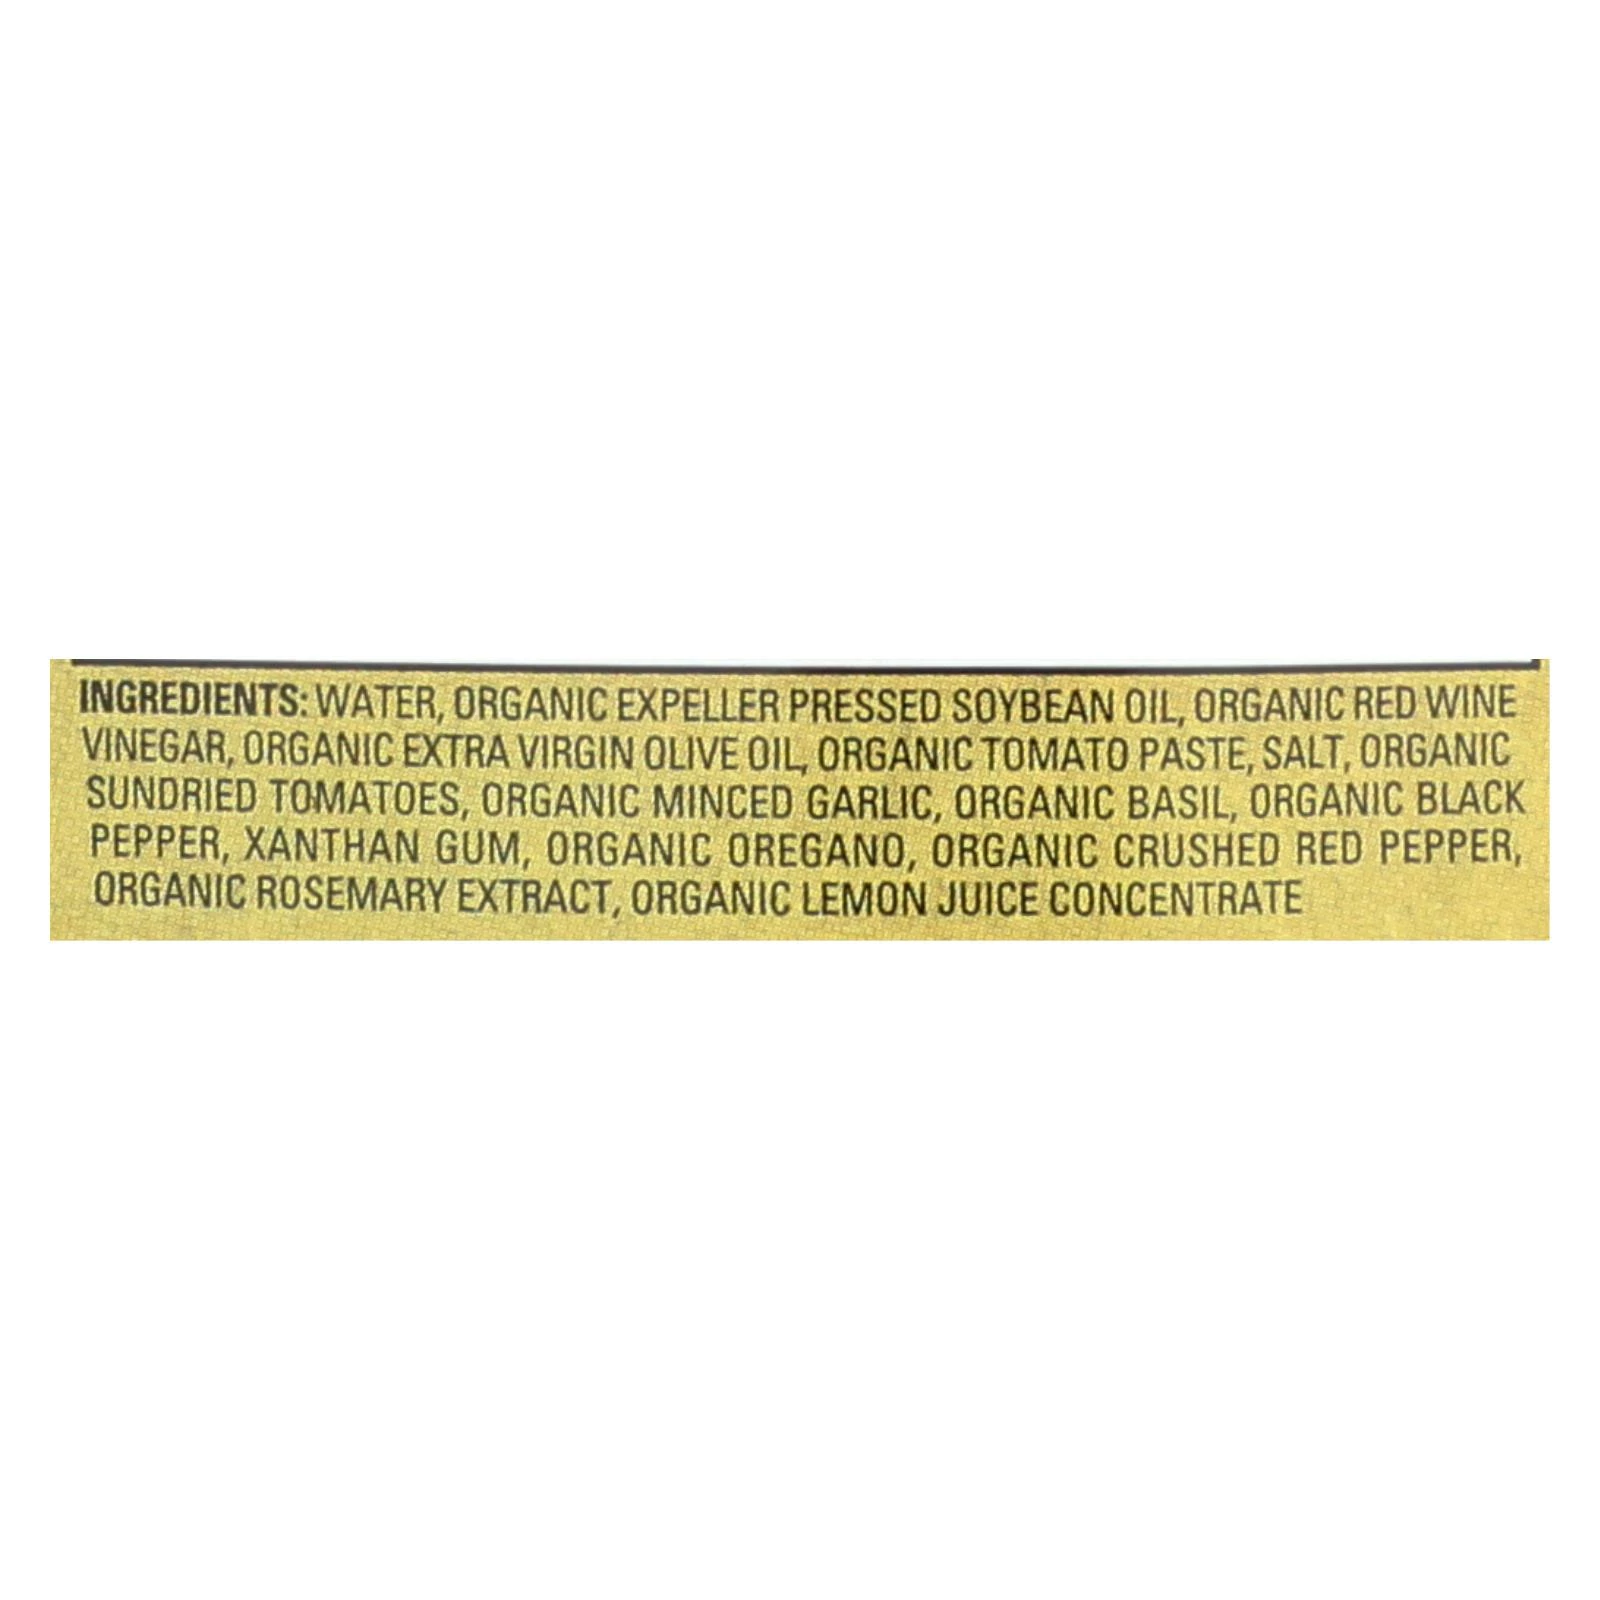 INGREDIENTS: WATER, ORGANIC EXPELLER PRESSED SOYBEAN OIL, ORGANIC RED WINE
VINEGAR, ORGANIC EXTRA VIRGIN OLIVE OIL, ORGANIC TOMATO PASTE, SALT, ORGANIC
SUNDRIED TOMATOES, ORGANIC MINCED GARLIC, ORGANIC BASIL, ORGANIC BLACK
PEPPER, XANTHAN GUM, ORGANIC OREGANO, ORGANIC CRUSHED RED PEPPER,
ORGANIC ROSEMARY EXTRACT, ORGANIC LEMON JUICE CONCENTRATE